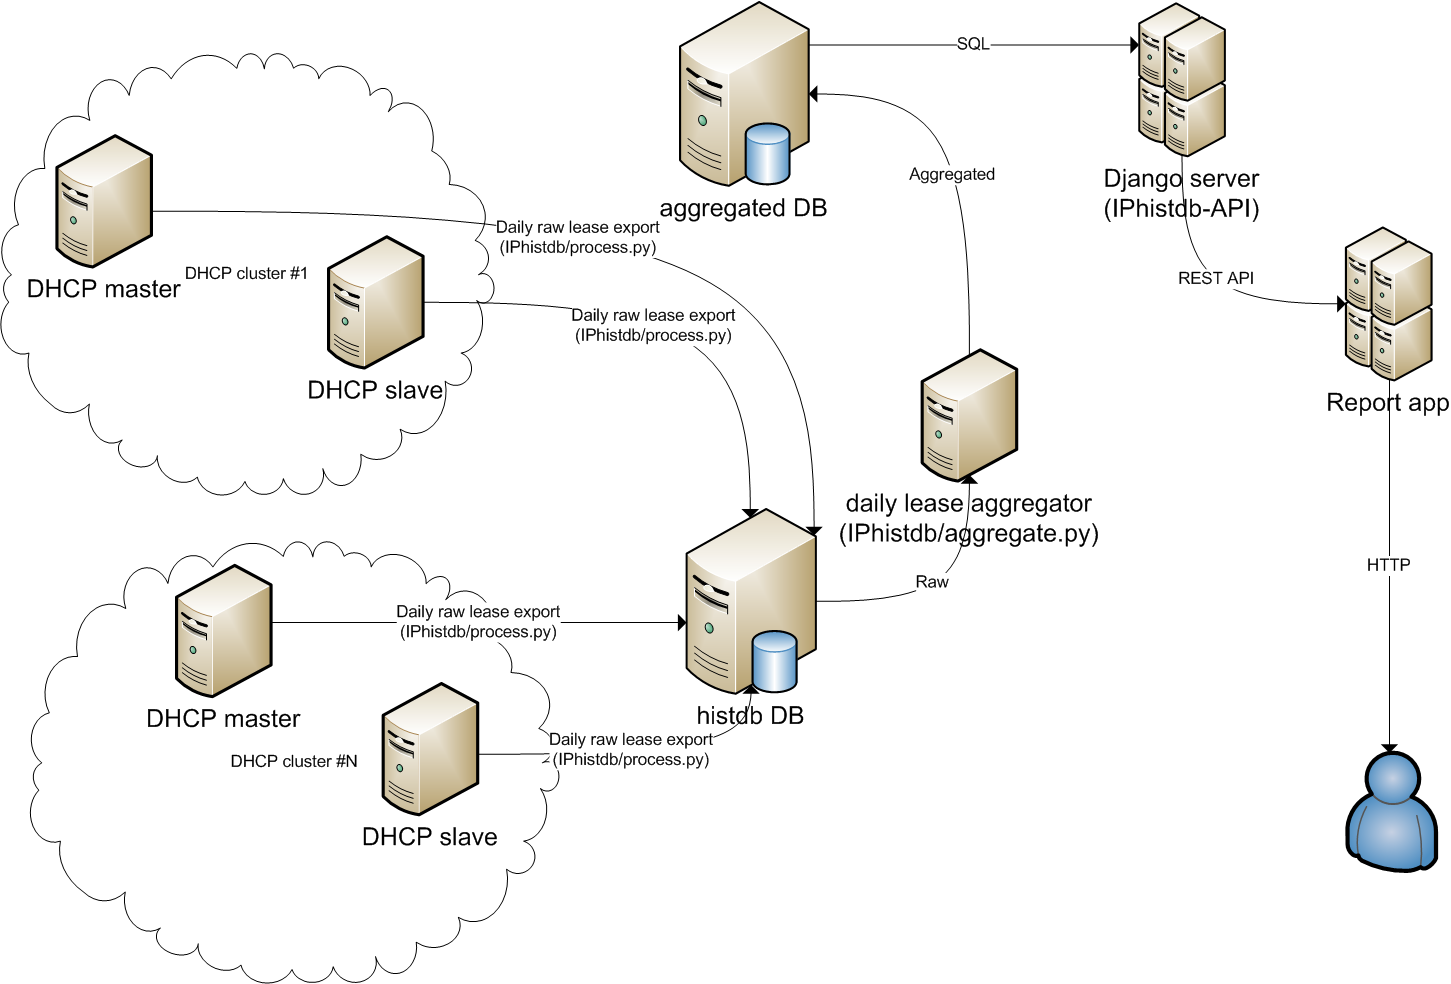 SQL
Aggregated
Django server
(IPhistdb-API)
aggregated DB
Daily raw lease export
(IPhistdb/process.py)
DHCP cluster #1
DHCP master
REST API
Daily raw lease export
(IPhistdb/process.py)
DHCP slave
Report app
daily lease aggregator
(IPhistdb/aggregate.py)
HTTP
Raw
Daily raw lease export
(IPhistdb/process.py)
DHCP master
histdb DB
Daily raw lease export
(IPhistdb/process.py)
DHCP cluster #N
DHCP slave